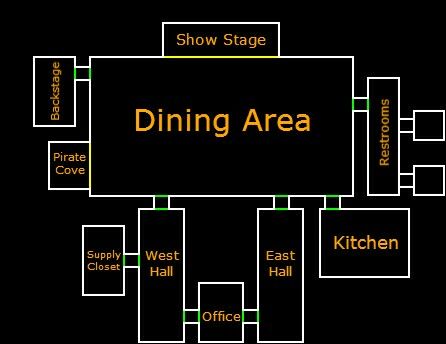 Show Stage
Backstage
Dining Area
Restrooms
Pirate
Cove
Supply
Closet
West
Hall
East
Hall
Kitchen
Office